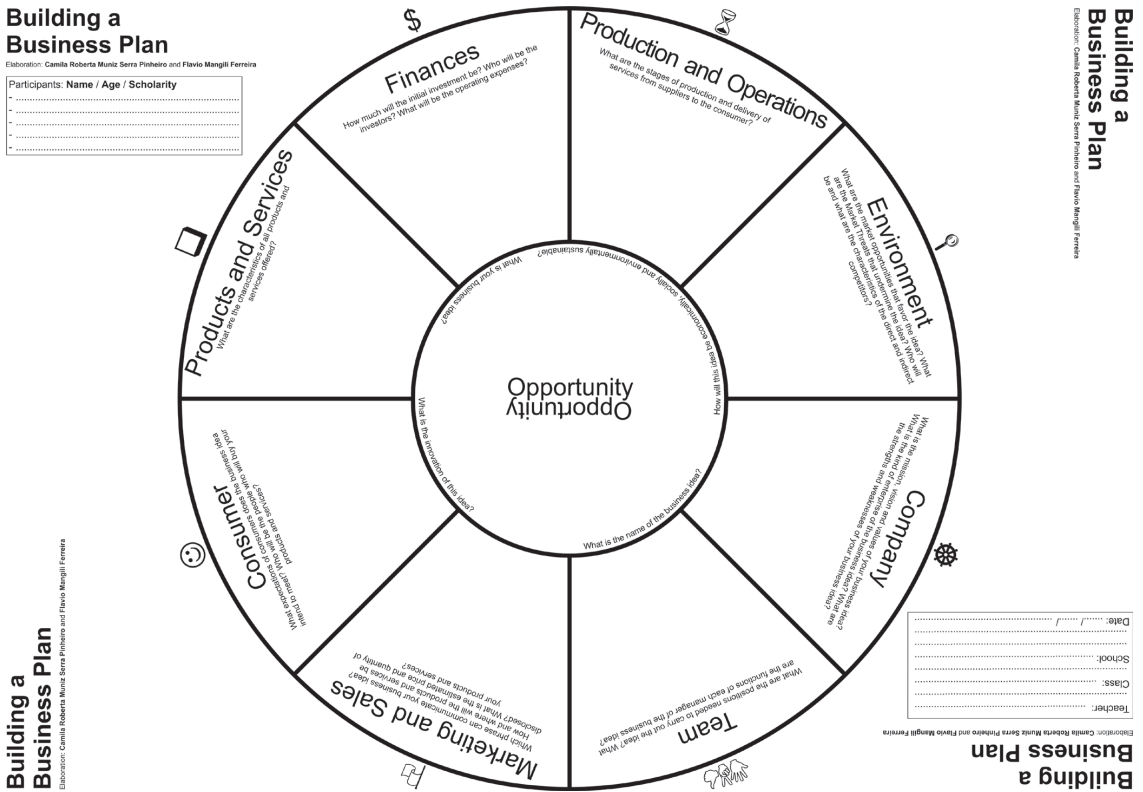 Building a
Business Plan
Elaboration: Camila Roberta Muniz Serra Pinheiro and Flavio Mangili Ferreira
Participants: Name / Age / Scholarity
-
-
-
-
-
Finances
How much will the initial investment be? Who will be the
investors? What will be the operating expenses?
$
Production and Operations
What are the stages of production and delivery of
services from suppliers to the consumer?
Environment
What are the market opportunities that favor the idea? What
are the Market Threats that undermine the idea? Who will
be and what are the characteristics of the direct and indirect
competitors?
Company
What is the mission, vision and values of your business idea?
What is the kind of enterprise of the business idea? What are
the strengths and weaknesses of your business idea?
Team
What are the positions needed to carry out the idea? What
are the functions of each manager of the business idea?
Marketing and Sales
Which phrase can communicate your business idea?
How and where will the products and services be
disclosed? What is the estimated price and quantity of
your products and services?
Consumer
What expectations of consumers does the business idea
intend to meet? Who will be the people who will buy your
products and services?
Products and Services
What are the characteristics of all products and
services offered?
What is your business idea?
How will this idea be economically, socially and environmentally sustainable?
What is the name of the business idea?
What is the innovation of this idea?
Opportunity
Opportunity
Building a
Business Plan
Elaboration: Camila Roberta Muniz Serra Pinheiro and Flavio Mangili Ferreira
Building a
Business Plan
Elaboration: Camila Roberta Muniz Serra Pinheiro and Flavio Mangili Ferreira
Building a
Business Plan
Elaboration: Camila Roberta Muniz Serra Pinheiro and Flavio Mangili Ferreira
Teacher:
Class:
School:
Date: / /